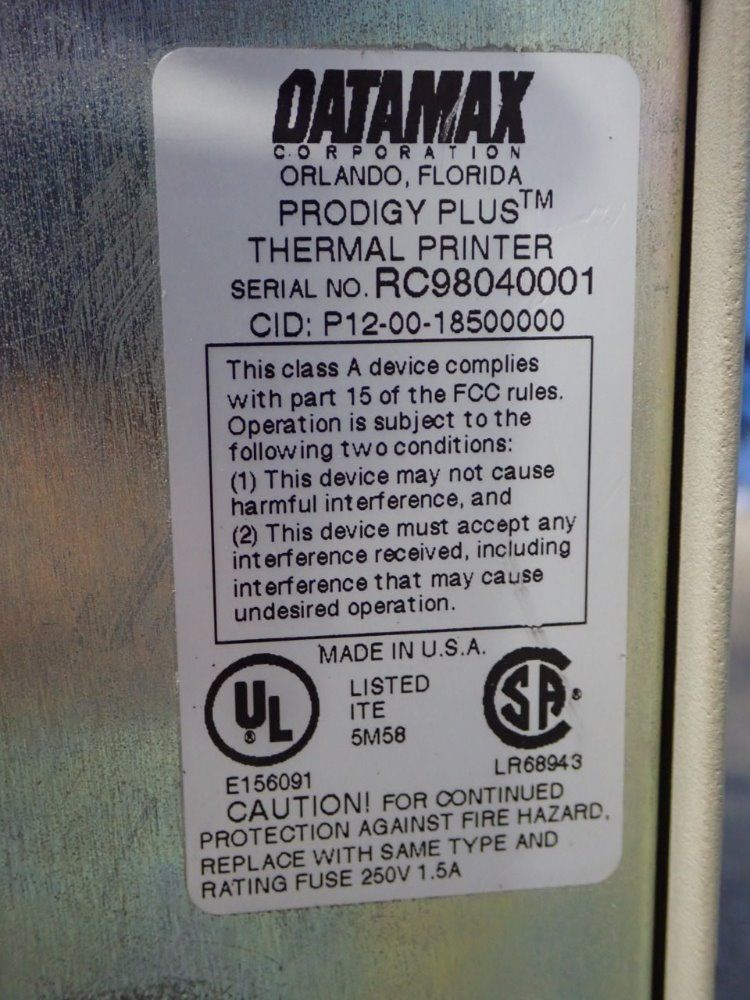 DATAMAX
CORPORATION
ORLANDO, FLORIDA
PRODIGY PLUS™
THERMAL PRINTER
SERIAL NO. RC98040001
CID: P12-00-18500000
This class A device complies
with part 15 of the FCC rules.
Operation is subject to the
following two conditions:
(1) This device may not cause
harmful interference, and
(2) This device must accept any
interference received, including
interference that may cause
undesired operation.
MADE IN U.S.A.
UL ®
LISTED
ITE
5M58
SA ®
E156091
LR68943
CAUTION! FOR CONTINUED
PROTECTION AGAINST FIRE HAZARD,
REPLACE WITH SAME TYPE AND
RATING FUSE 250V 1.5A